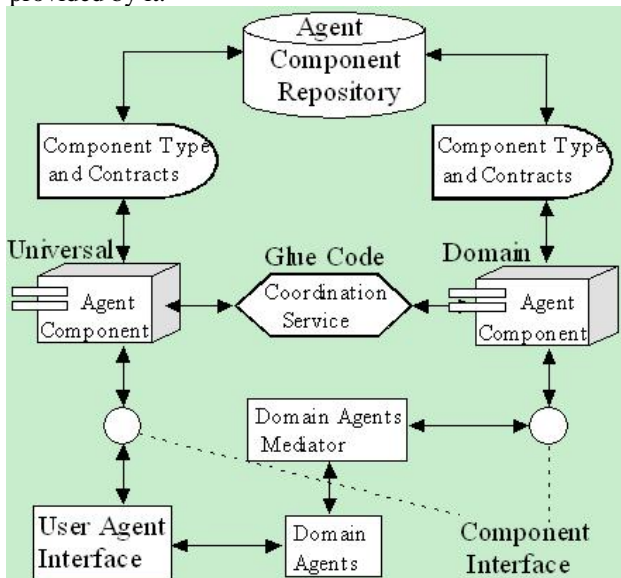 provided by it.
Agent
Component
Repository
Component Type
and Contracts
Component Type
and Contracts
Universal
Glue Code
Domain
Agent
Component
Coordination
Service
Agent
Component
Domain Agents
Mediator
User Agent
Interface
Domain
Agents
Component
Interface